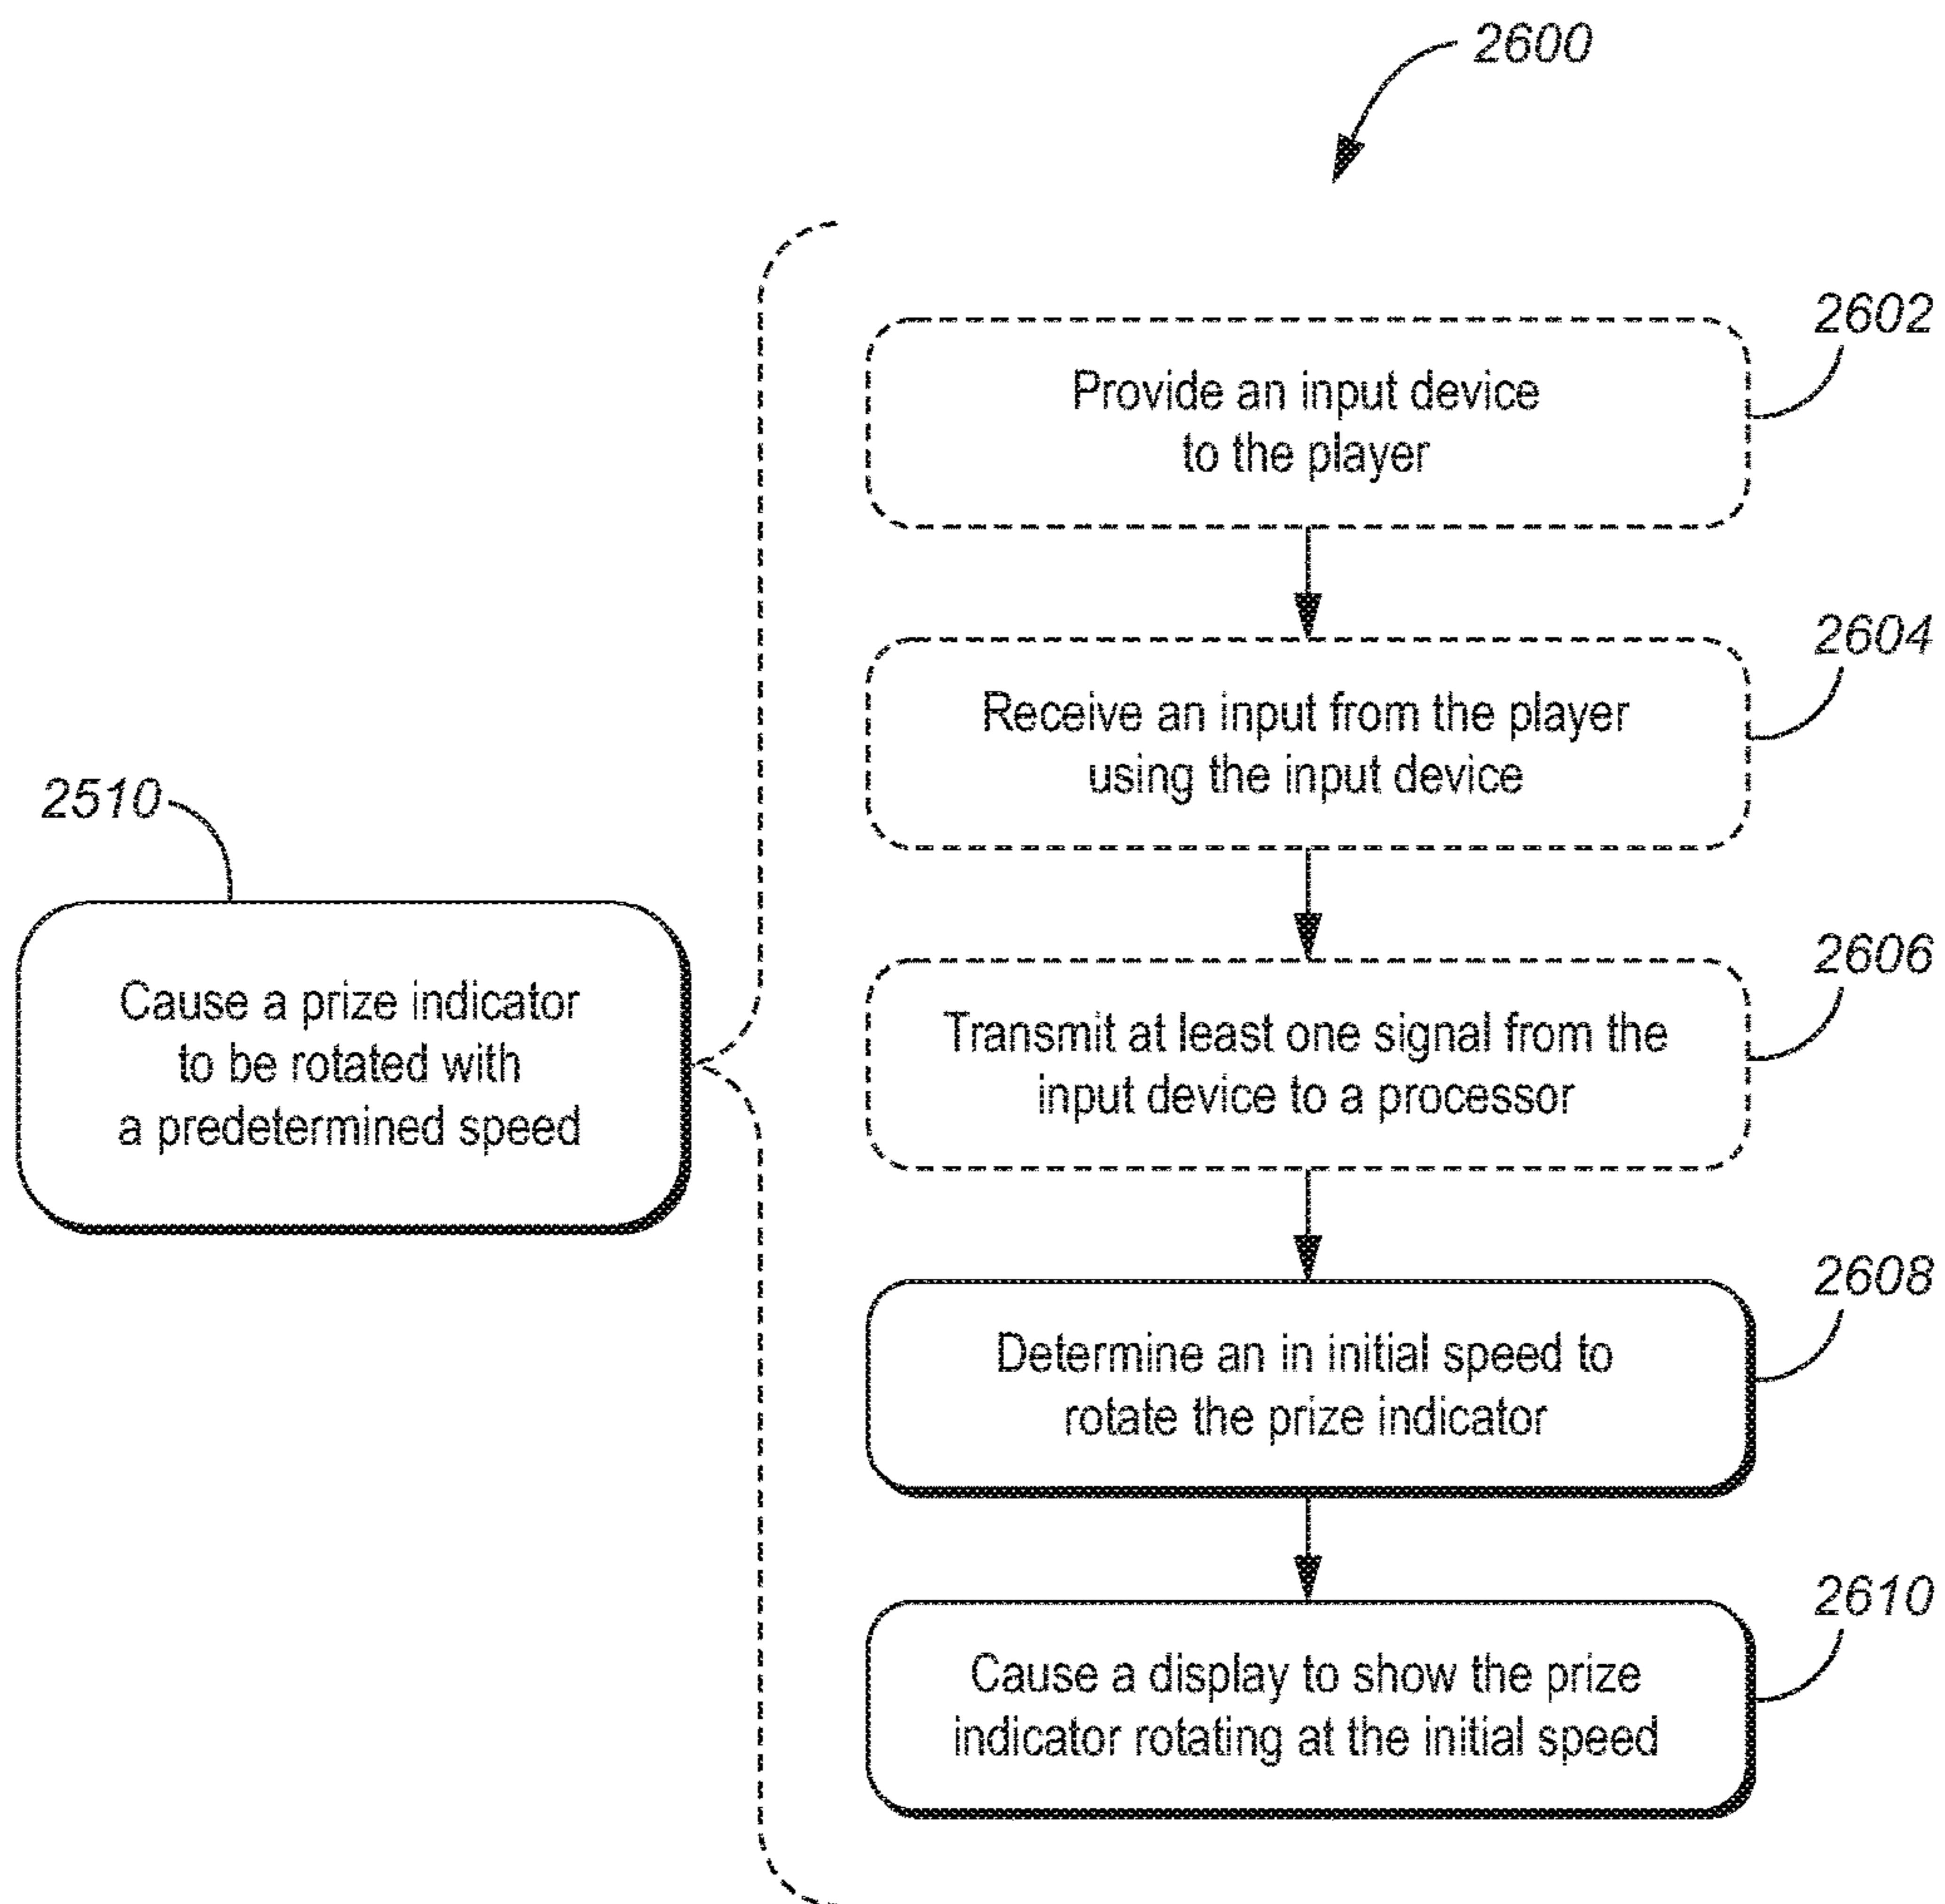 2600
2602
Provide an input device
to the player
2604
Receive an input from the player
using the input device
2510
Cause a prize indicator
to be rotated with
a predetermined speed
2606
Transmit at least one signal from the
input device to a processor
2608
Determine an in initial speed to
rotate the prize indicator
2610
Cause a display to show the prize
indicator rotating at the initial speed